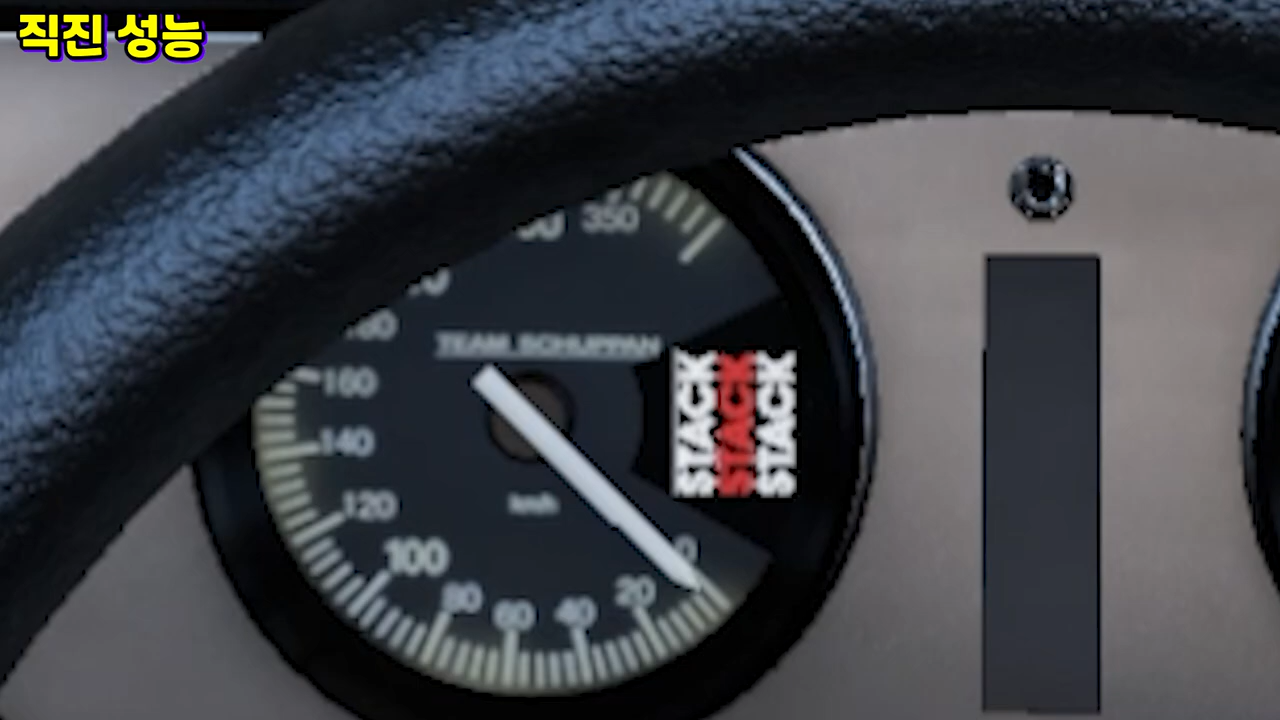 직진 성능
350
160
TEAM SCHUPPAN
140
STACK STACK STACK
120
km/h
100
0
80
60
40
20